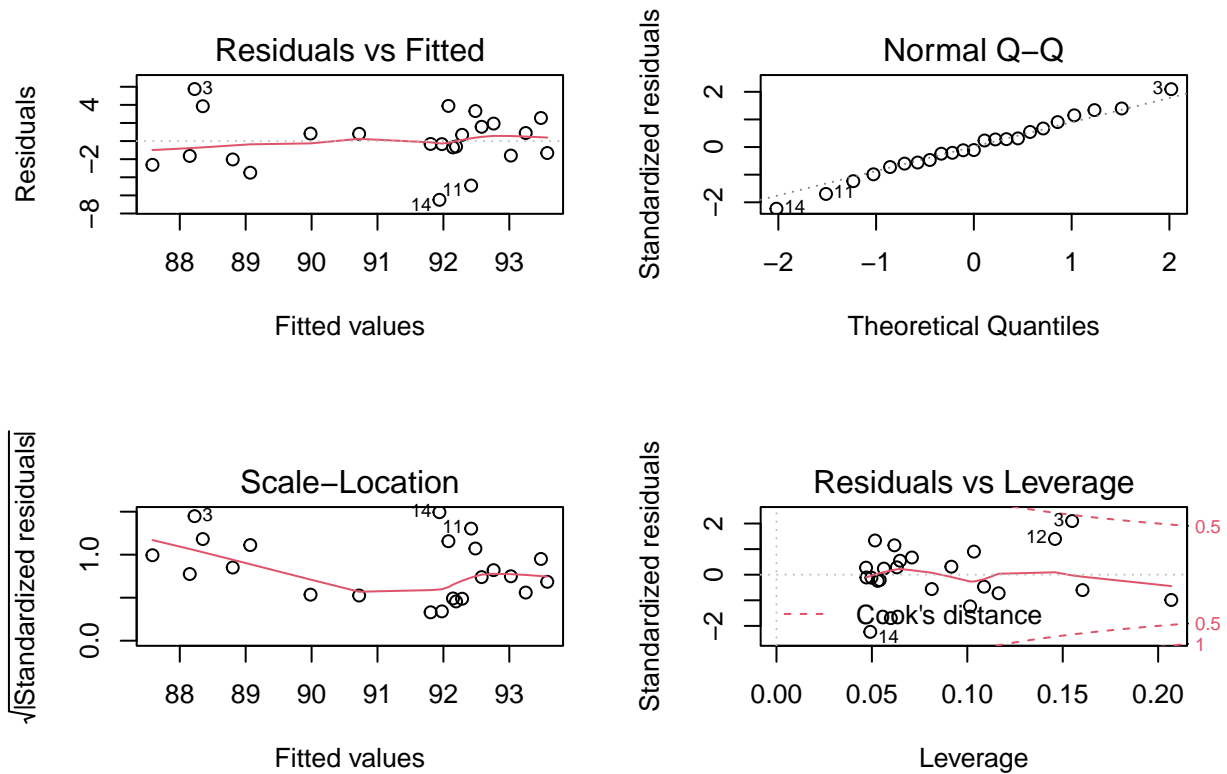 Residuals vs Fitted
Residuals
4
−2
−8
3
11
14
88 89 90 91 92 93
Fitted values
Normal Q−Q
Standardized residuals
2
0
−2
3
11
14
−2 −1 0 1 2
Theoretical Quantiles
Scale−Location
√|Standardized residuals|
1.0
0.0
3
14
11
88 89 90 91 92 93
Fitted values
Residuals vs Leverage
Standardized residuals
2
0
−2
3
12
14
Cook's distance
0.5
0.5
1
0.00 0.05 0.10 0.15 0.20
Leverage